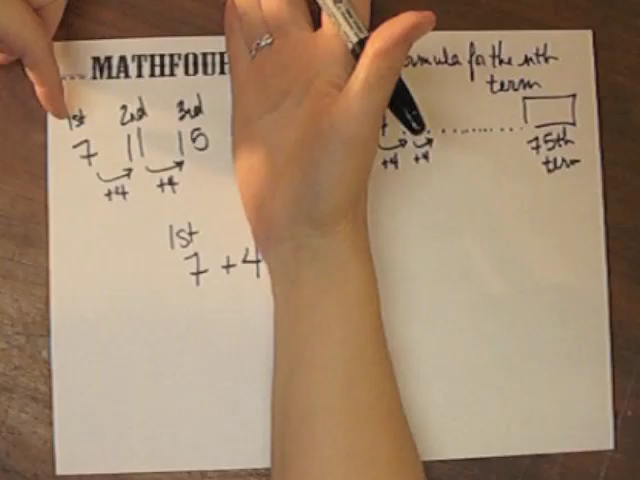 MATHFOUR
formula for the nth
term
1st 2nd 3rd
7 11 15
+4 +4 +4 +4
75th
term
1st
7 +4